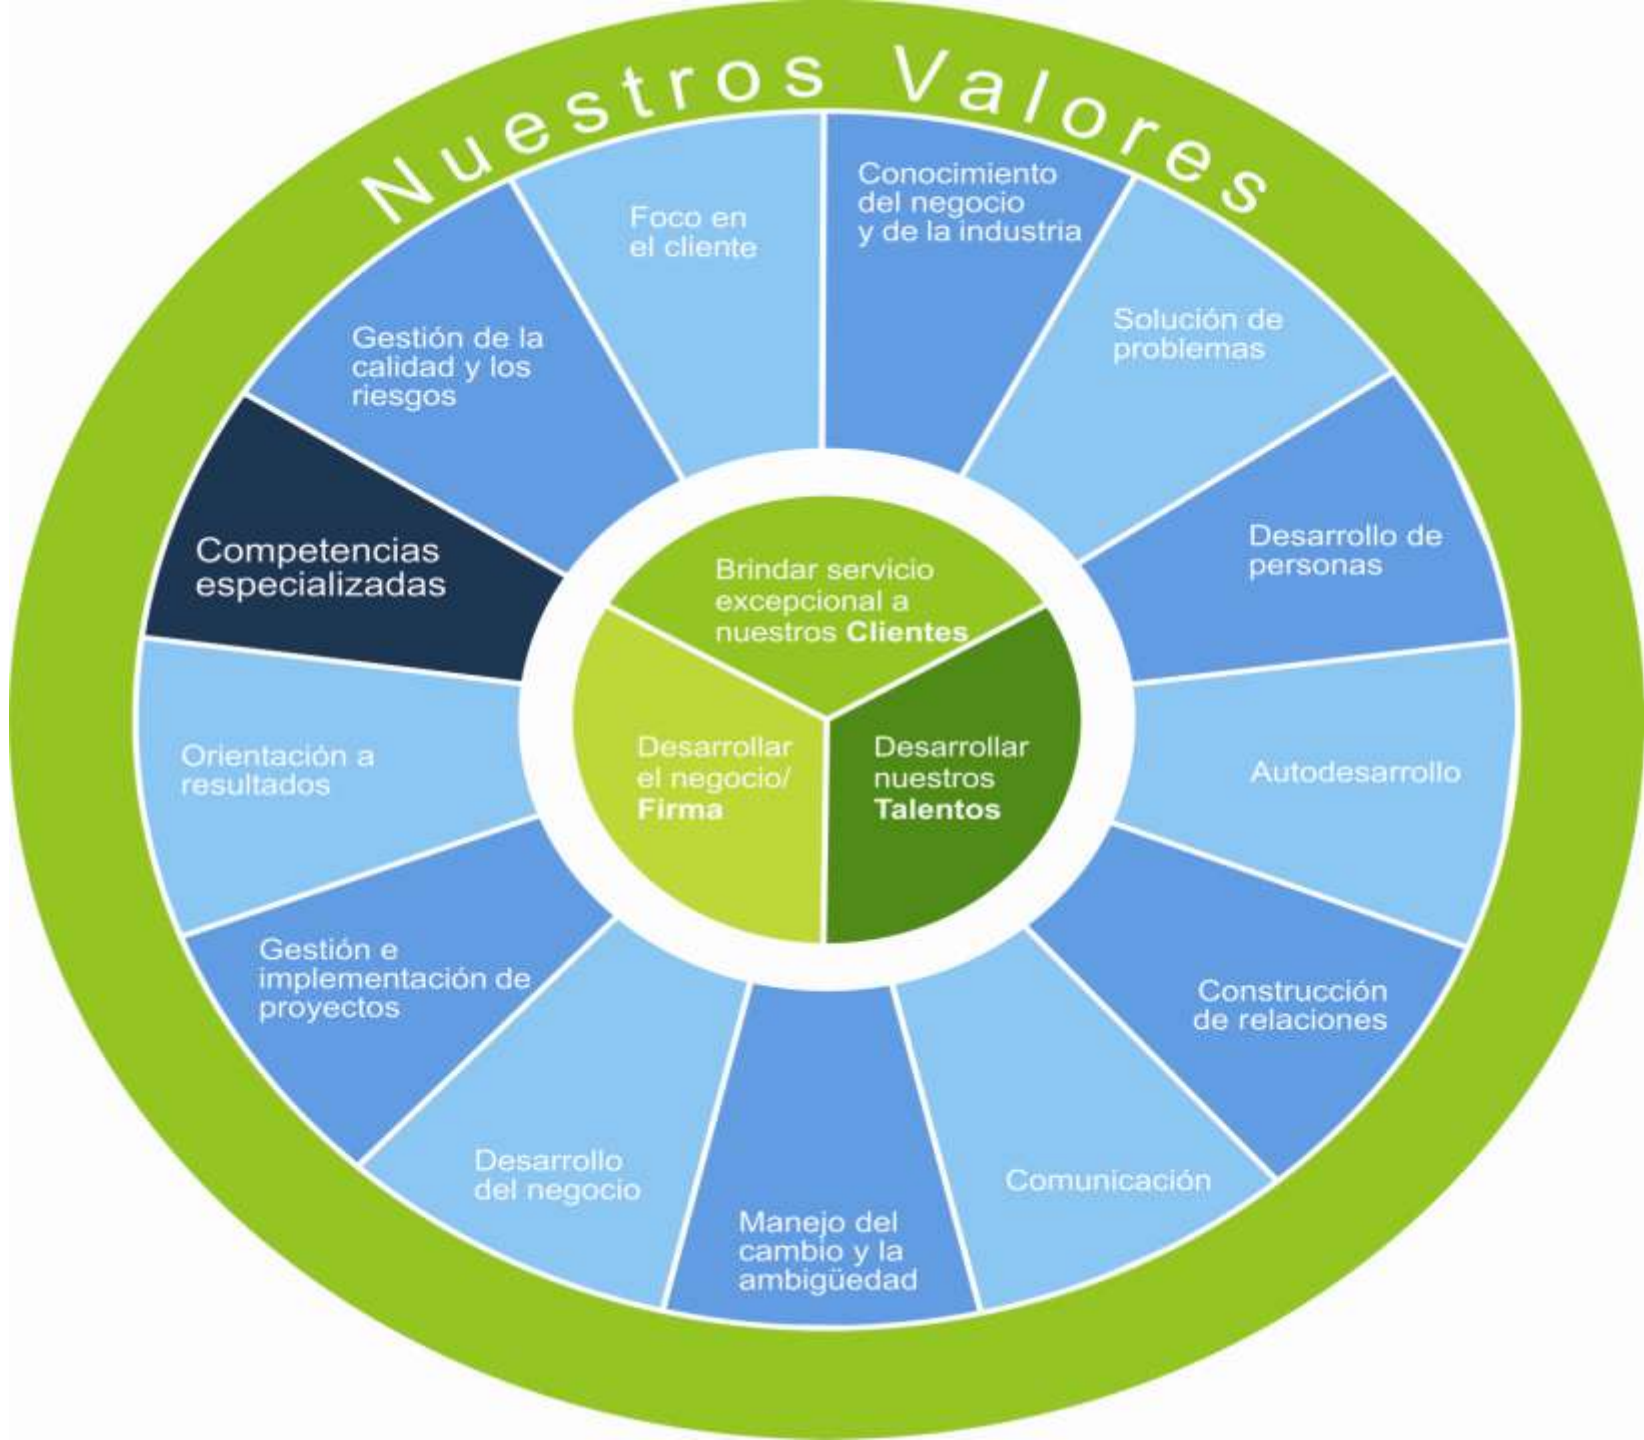 Nuestros Valores
Foco en
el cliente
Conocimiento
del negocio
y de la industria
Solución de
problemas
Desarrollo de
personas
Autodesarrollo
Construcción
de relaciones
Comunicación
Manejo del
cambio y la
ambigüedad
Desarrollo
del negocio
Gestión e
implementación de
proyectos
Orientación a
resultados
Competencias
especializadas
Gestión de la
calidad y los
riesgos
Brindar servicio
excepcional a
nuestros Clientes
Desarrollar
el negocio/
Firma
Desarrollar
nuestros
Talentos